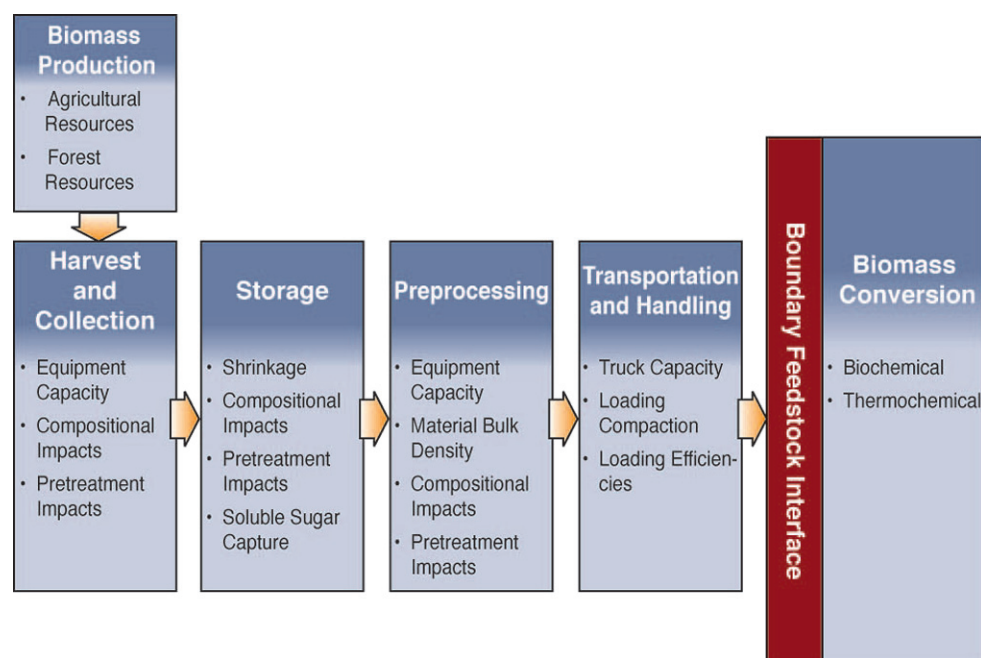 Biomass
Production
• Agricultural
Resources
• Forest
Resources
Harvest
and
Collection
• Equipment
Capacity
• Compositional
Impacts
• Pretreatment
Impacts
Storage
• Shrinkage
• Compositional
Impacts
• Pretreatment
Impacts
• Soluble Sugar
Capture
Preprocessing
• Equipment
Capacity
• Material Bulk
Density
• Compositional
Impacts
• Pretreatment
Impacts
Transportation
and Handling
• Truck Capacity
• Loading
Compaction
• Loading Efficien-
cies
Boundary Feedstock Interface
Biomass
Conversion
• Biochemical
• Thermochemical